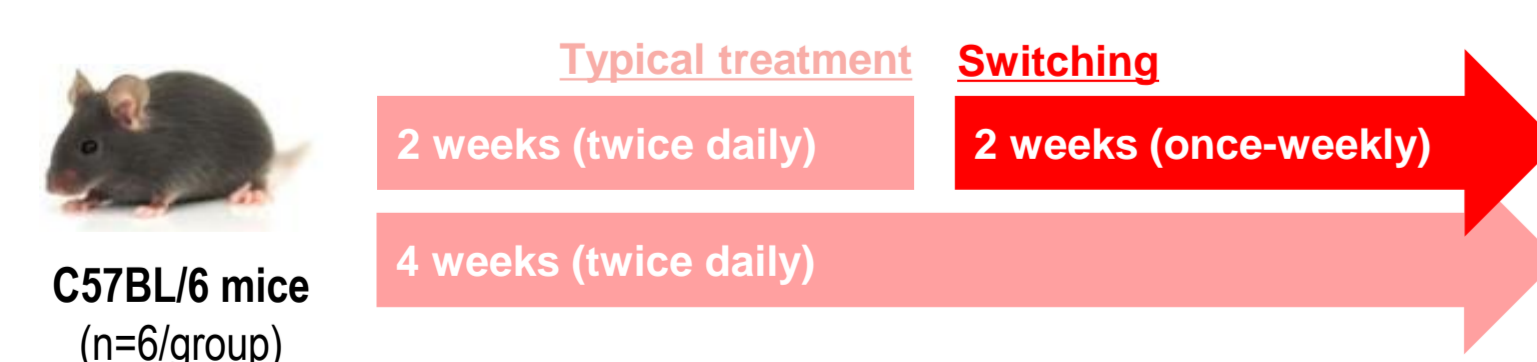 Typical treatment
Switching
2 weeks (twice daily)
2 weeks (once-weekly)
4 weeks (twice daily)
C57BL/6 mice
(n=6/group)